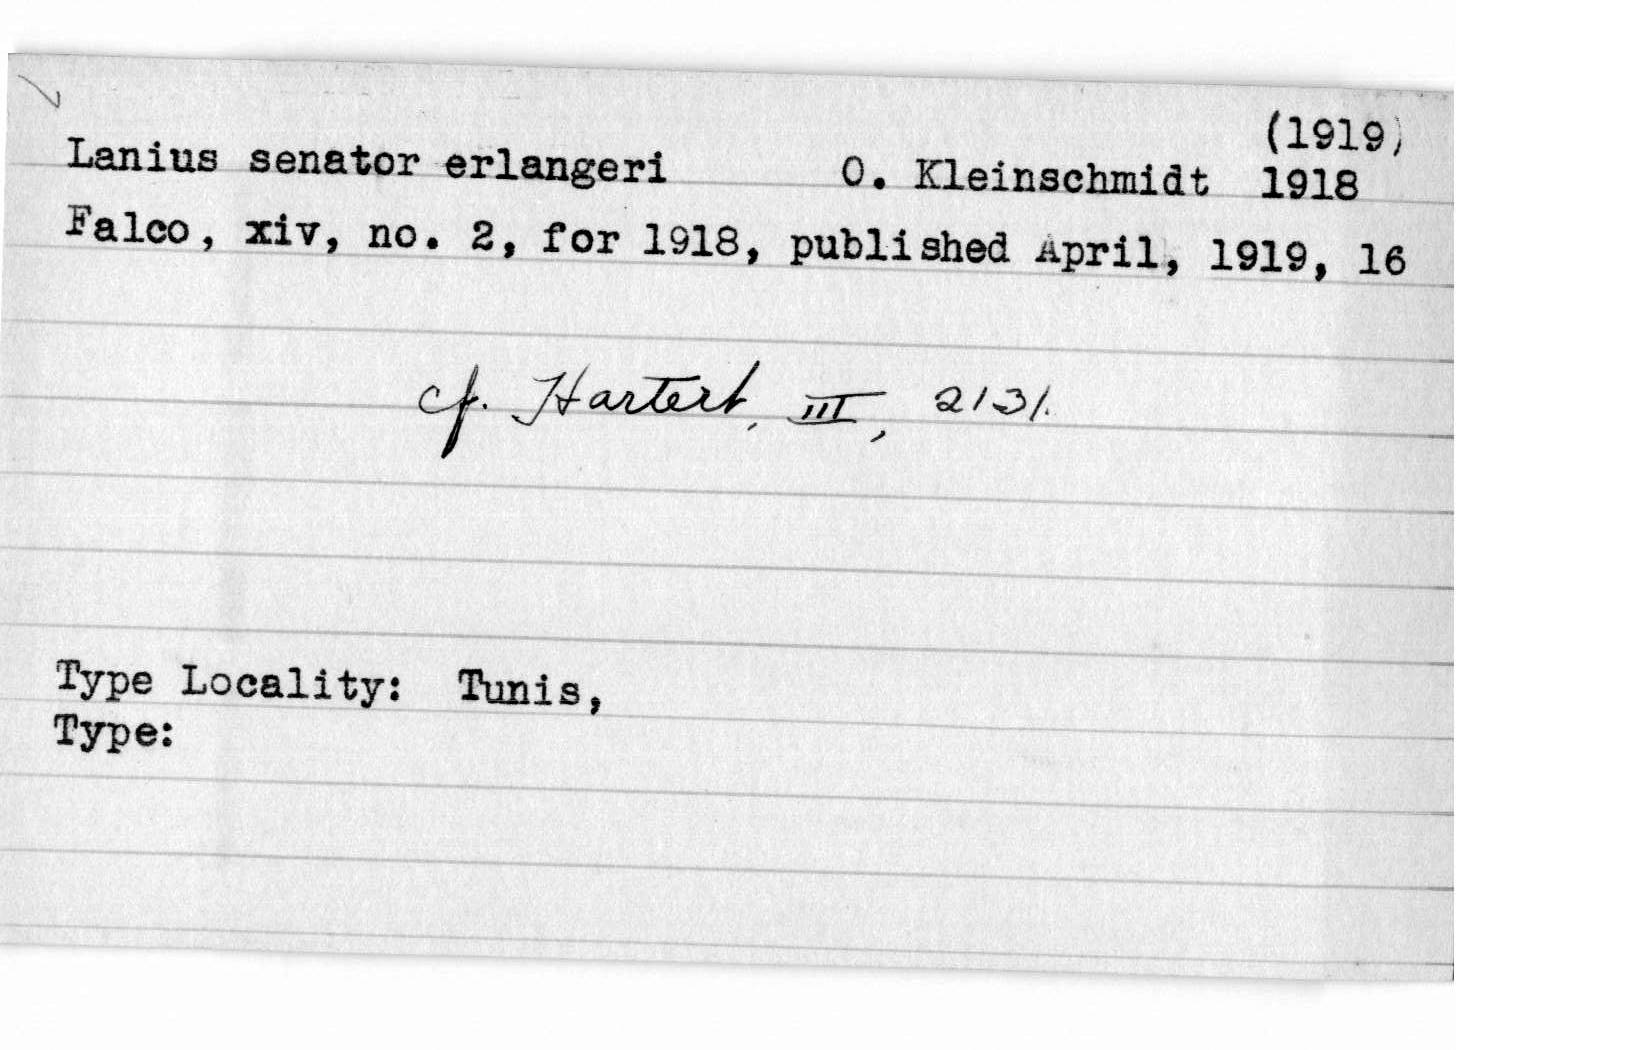 (1919)
Lanius senator erlangeri O. Kleinschmidt 1918
Falco, xiv, no. 2, for 1918, published April, 1919, 16
cf. Hartert, III, 2131.
Type Locality: Tunis,
Type: